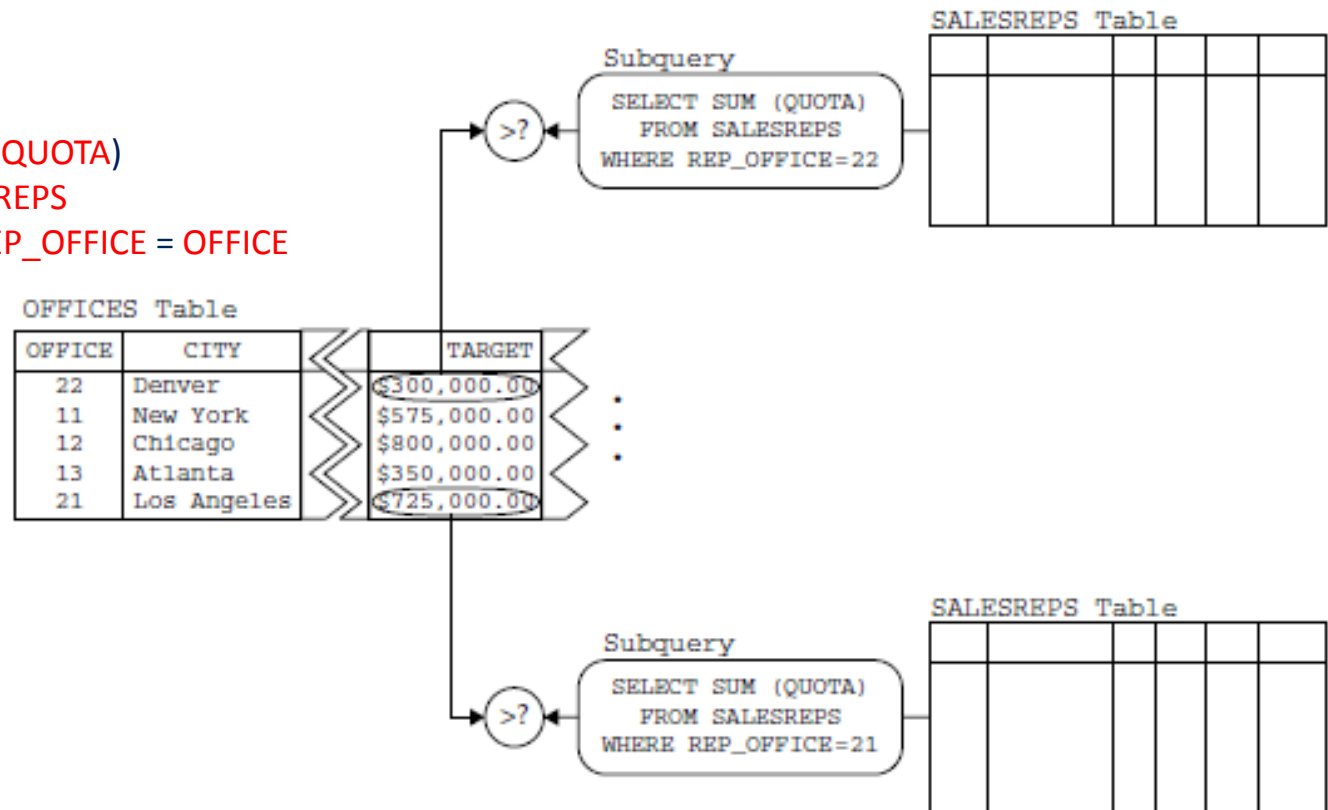 SALESREPS Table
Subquery
SELECT SUM (QUOTA)
FROM SALESREPS
WHERE REP_OFFICE=22
>?
QUOTA)
REPS
EP_OFFICE = OFFICE
OFFICES Table
OFFICE CITY TARGET
22 Denver $300,000.00
11 New York $575,000.00
12 Chicago $800,000.00
13 Atlanta $350,000.00
21 Los Angeles $725,000.00
SALESREPS Table
Subquery
SELECT SUM (QUOTA)
FROM SALESREPS
WHERE REP_OFFICE=21
>?